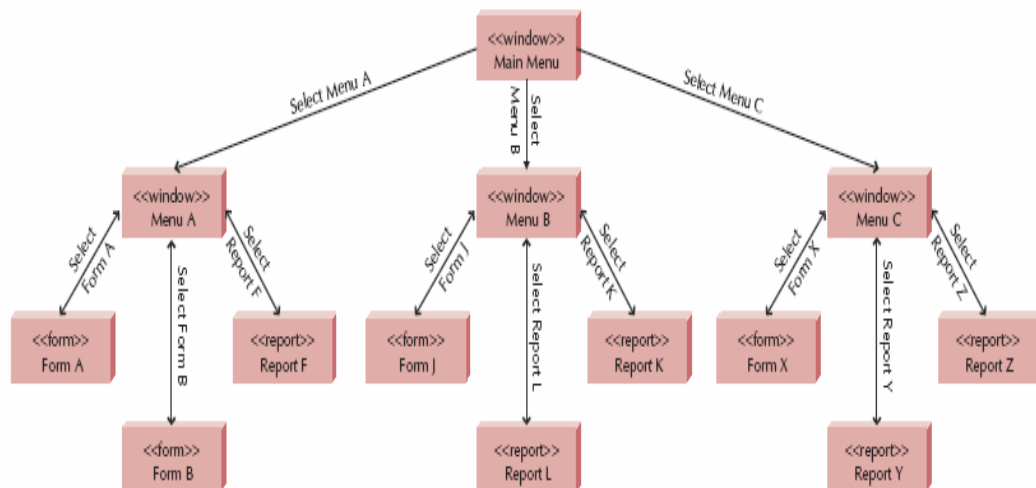 <<window>>
Main Menu
Select Menu A
Select
Menu B
Select Menu C
<<window>>
Menu A
<<window>>
Menu B
<<window>>
Menu C
Select
Form A
Select Form B
Select
Report F
Select
Form J
Select Report L
Select
Report K
Select
Form X
Select Report Y
Select
Report Z
<<form>>
Form A
<<report>>
Report F
<<form>>
Form J
<<report>>
Report K
<<form>>
Form X
<<report>>
Report Z
<<form>>
Form B
<<report>>
Report L
<<report>>
Report Y